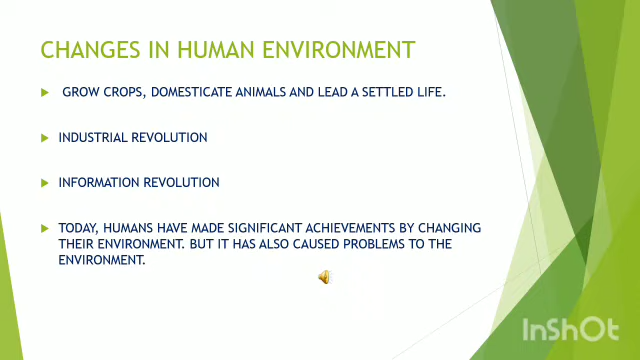 CHANGES IN HUMAN ENVIRONMENT
GROW CROPS, DOMESTICATE ANIMALS AND LEAD A SETTLED LIFE.
INDUSTRIAL REVOLUTION
INFORMATION REVOLUTION
TODAY, HUMANS HAVE MADE SIGNIFICANT ACHIEVEMENTS BY CHANGING
THEIR ENVIRONMENT. BUT IT HAS ALSO CAUSED PROBLEMS TO THE
ENVIRONMENT.
InShOt